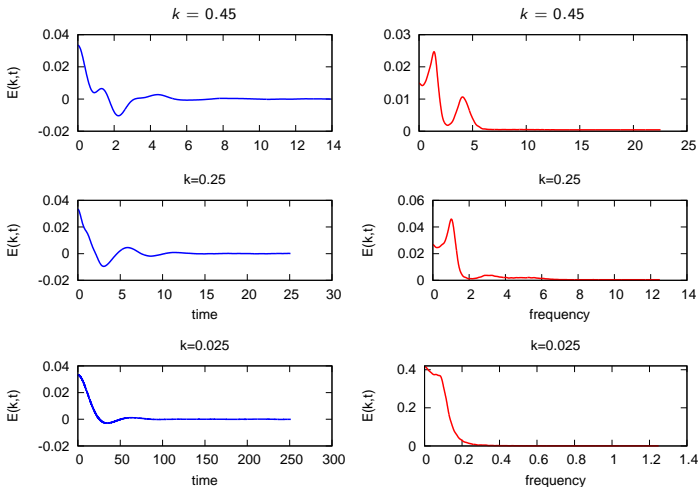 k = 0.45
E(k,t)
0.04
0.02
0
-0.02
0 2 4 6 8 10 12 14
k = 0.45
E(k,t)
0.03
0.02
0.01
0
0 5 10 15 20 25
k=0.25
E(k,t)
0.04
0.02
0
-0.02
0 5 10 15 20 25 30
time
k=0.25
E(k,t)
0.06
0.04
0.02
0
0 2 4 6 8 10 12 14
frequency
k=0.025
E(k,t)
0.04
0.02
0
-0.02
0 50 100 150 200 250 300
time
k=0.025
E(k,t)
0.4
0.2
0
0 0.2 0.4 0.6 0.8 1 1.2 1.4
frequency